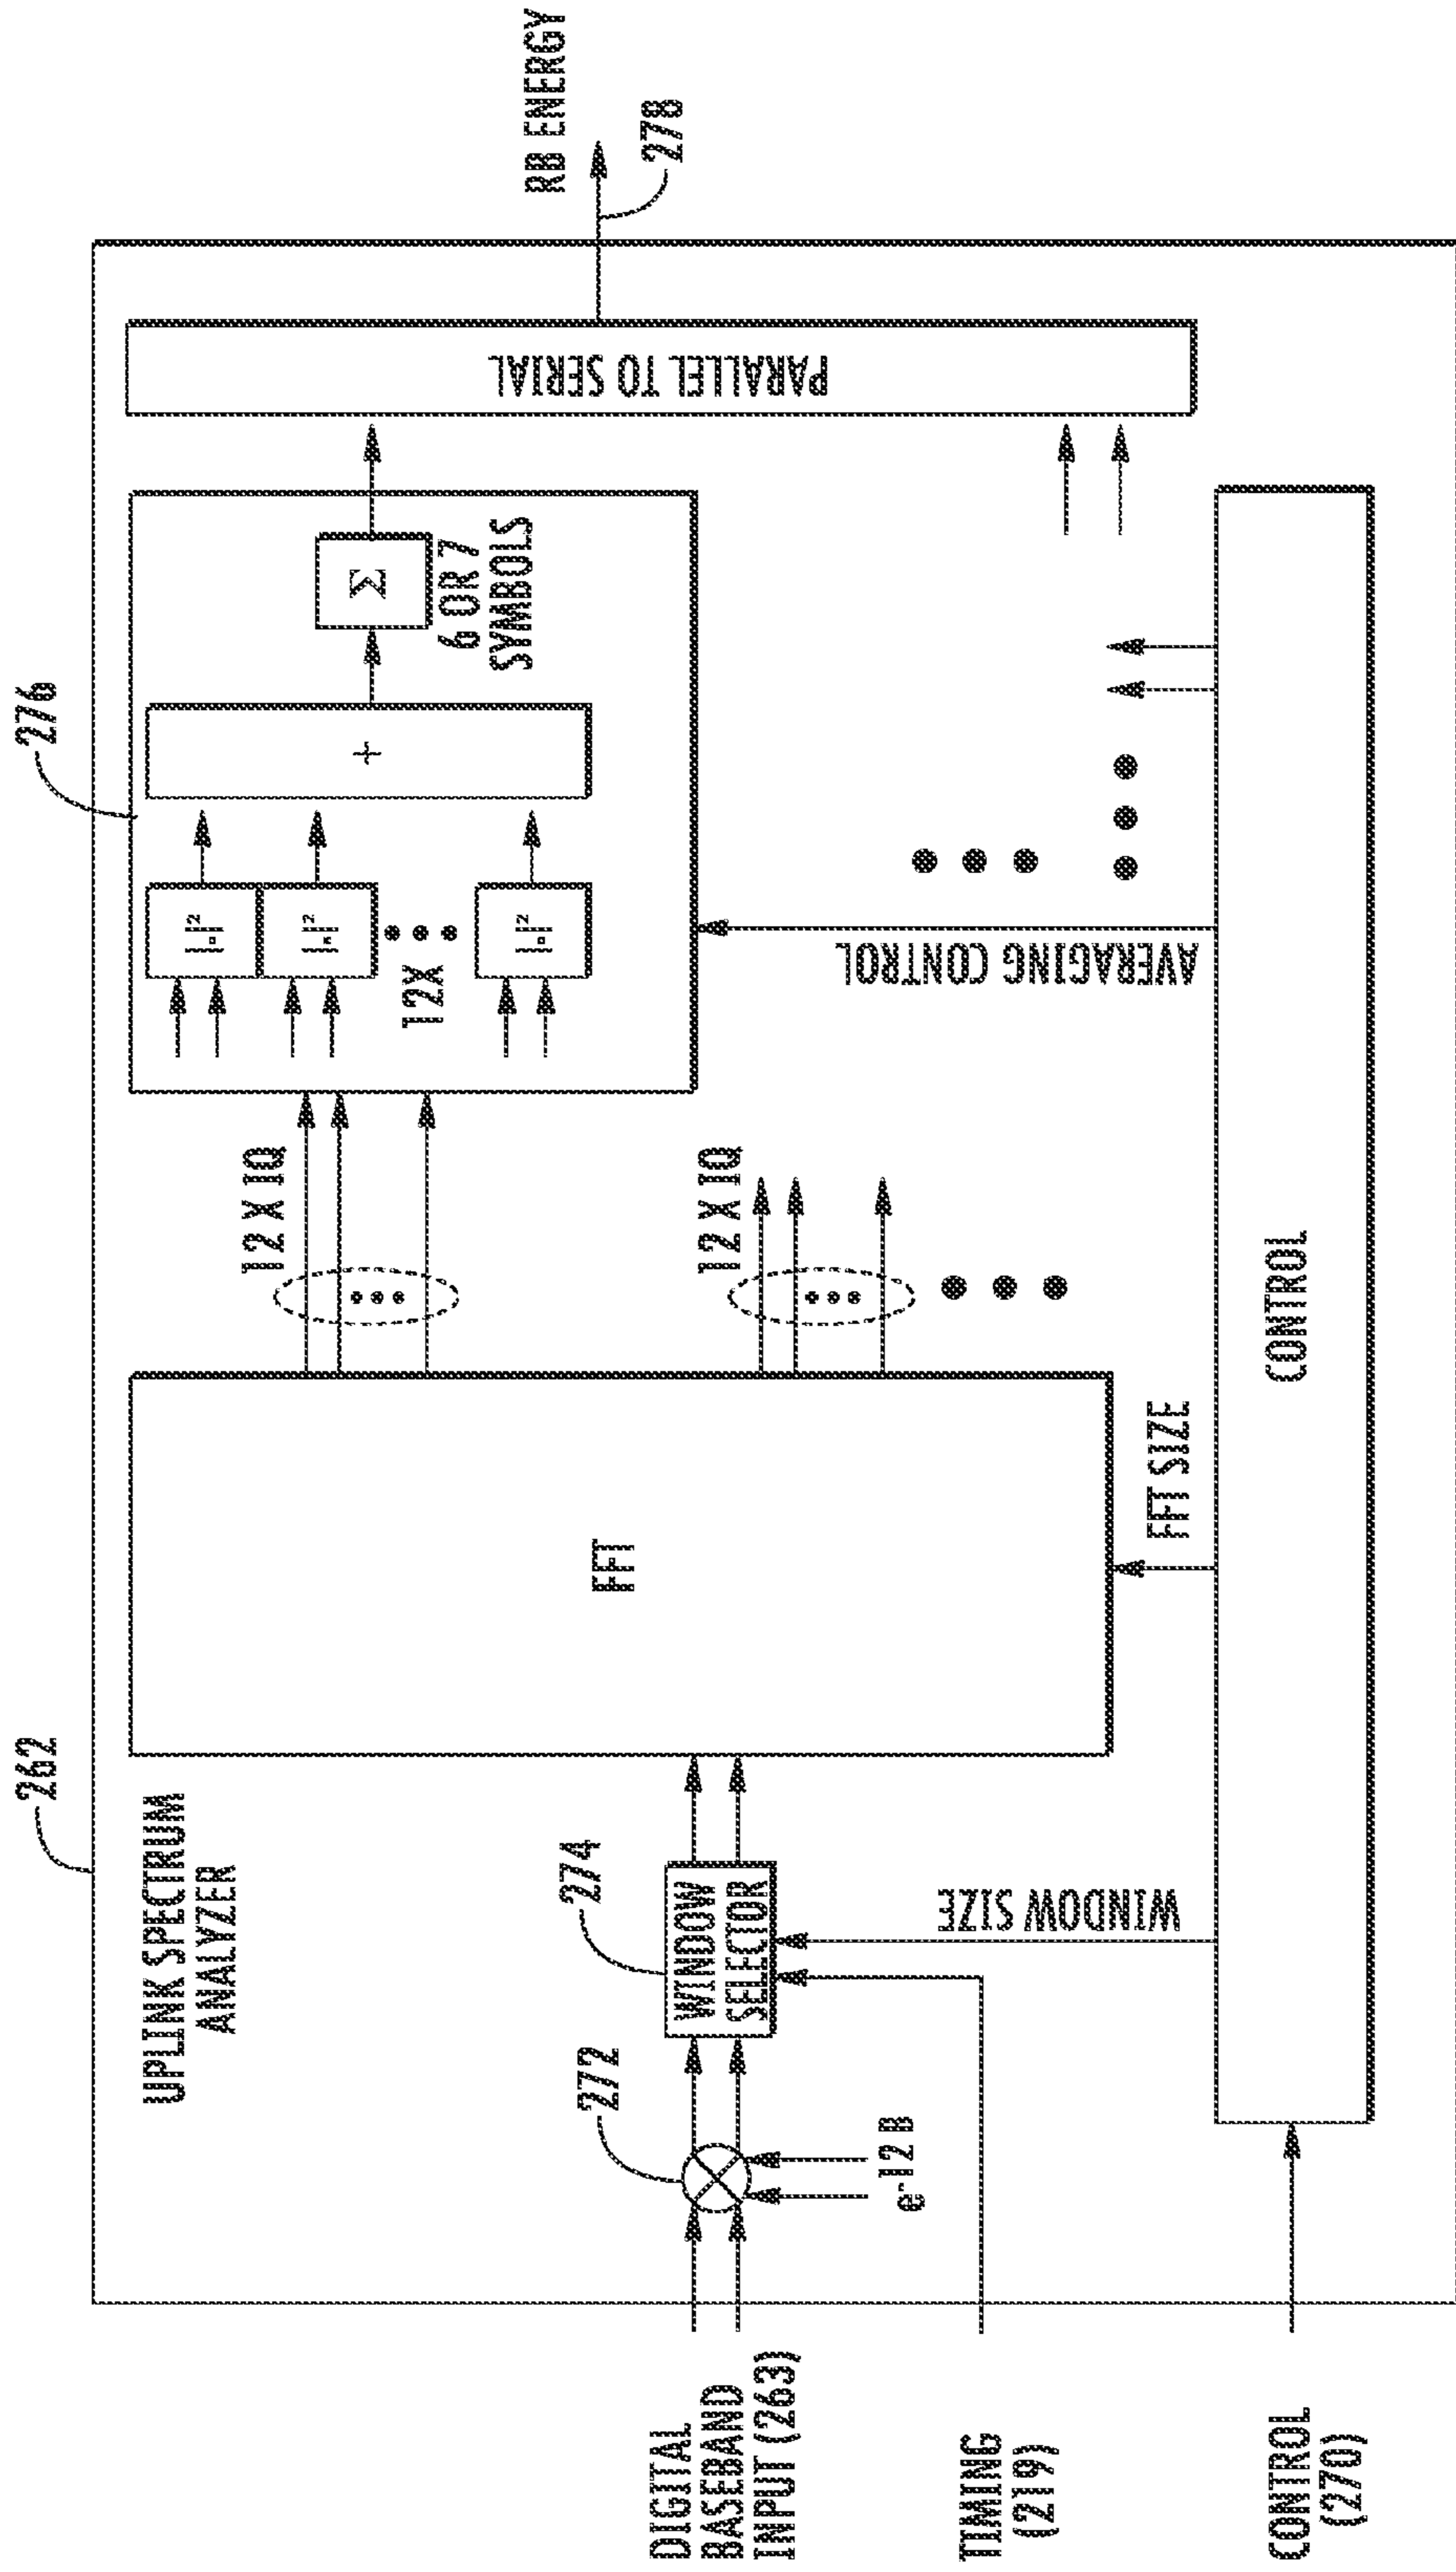 262
UPLINK SPECTRUM
ANALYZER
276
DIGITAL
BASEBAND
INPUT (263)
272
e-12 B
274
WINDOW
SELECTOR
FFT
12 X IQ
12 X IQ
|·|²
|·|²
12X
|·|²
+
Σ
6 OR 7
SYMBOLS
PARALLEL TO SERIAL
RB ENERGY
278
TIMING
(219)
WINDOW SIZE
FFT SIZE
AVERAGING CONTROL
CONTROL
(270)
CONTROL